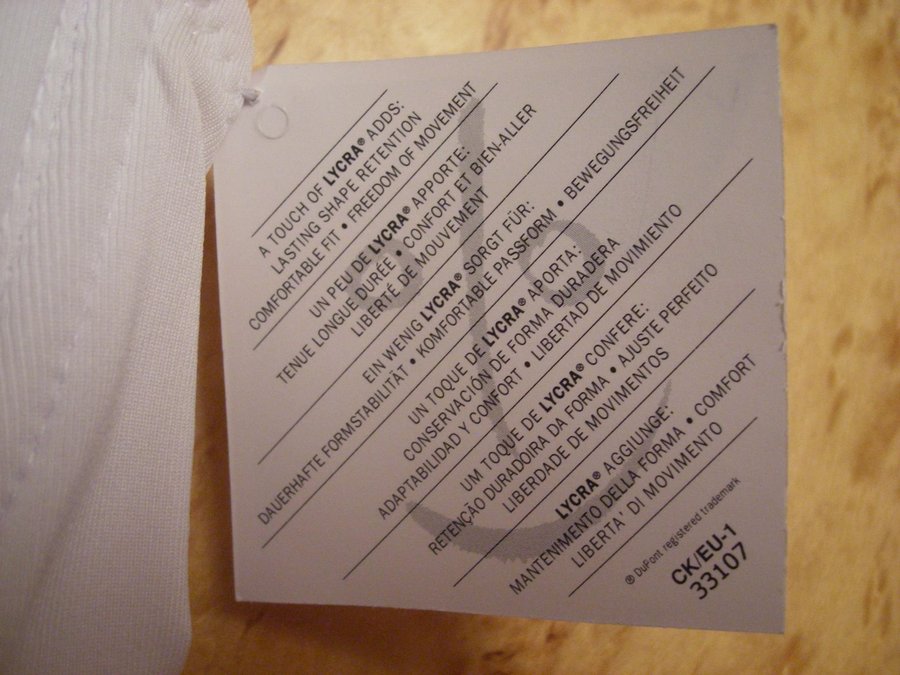 A TOUCH OF LYCRA® ADDS:
LASTING SHAPE RETENTION
COMFORTABLE FIT • FREEDOM OF MOVEMENT
UN PEU DE LYCRA® APPORTE:
TENUE LONGUE DURÉE • CONFORT ET BIEN-ALLER
LIBERTÉ DE MOUVEMENT
EIN WENIG LYCRA® SORGT FÜR:
DAUERHAFTE FORMSTABILITÄT • KOMFORTABLE PASSFORM • BEWEGUNGSFREIHEIT
UN TOQUE DE LYCRA® APORTA:
CONSERVACIÓN DE FORMA DURADERA
ADAPTABILIDAD Y CONFORT • LIBERTAD DE MOVIMIENTO
UM TOQUE DE LYCRA® CONFERE:
RETENÇÃO DURADOIRA DA FORMA • AJUSTE PERFEITO
LIBERDADE DE MOVIMENTOS
LYCRA® AGGIUNGE:
MANTENIMENTO DELLA FORMA • COMFORT
LIBERTA' DI MOVIMENTO
® DuPont registered trademark
CK/EU-1
33107